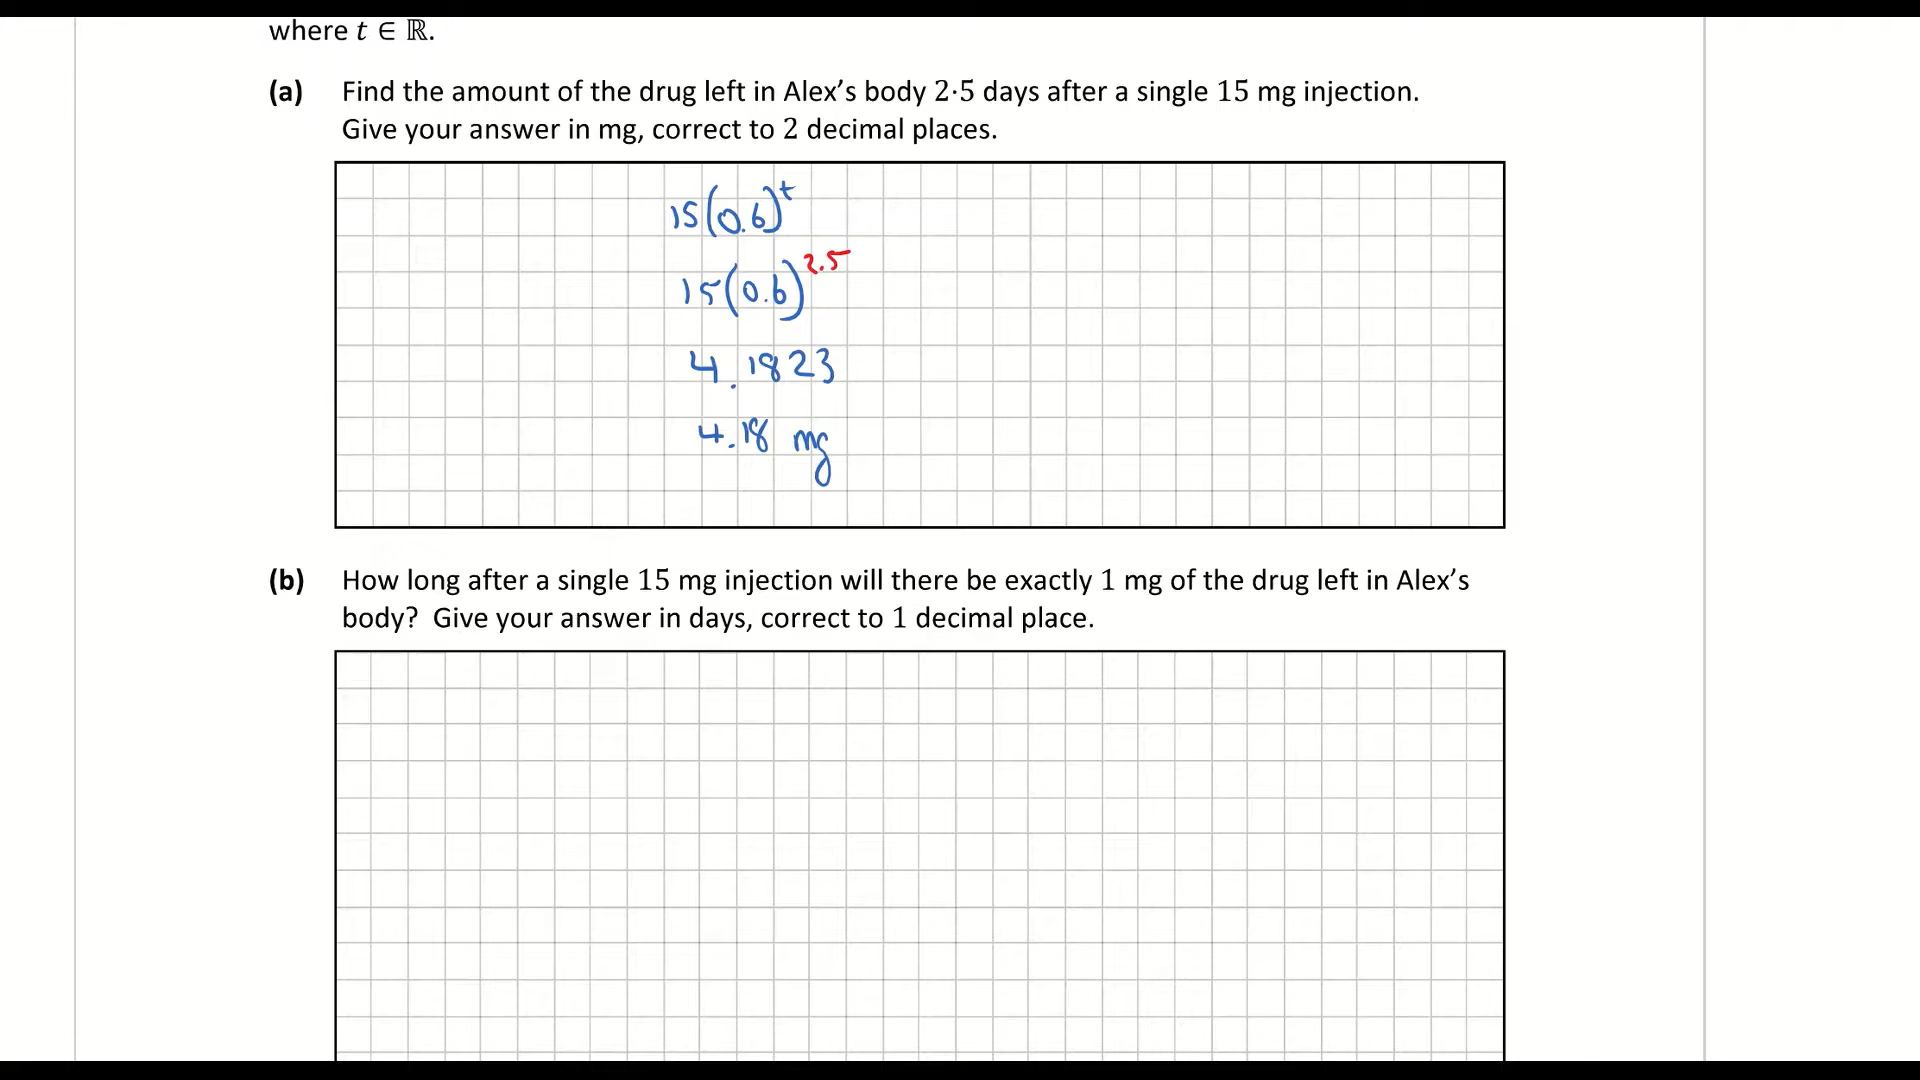 where t ∈ ℝ.
(a) Find the amount of the drug left in Alex’s body 2·5 days after a single 15 mg injection.
Give your answer in mg, correct to 2 decimal places.
15(0.6)^t
15(0.6)^2.5
4.1823
4.18 mg
(b) How long after a single 15 mg injection will there be exactly 1 mg of the drug left in Alex’s
body? Give your answer in days, correct to 1 decimal place.